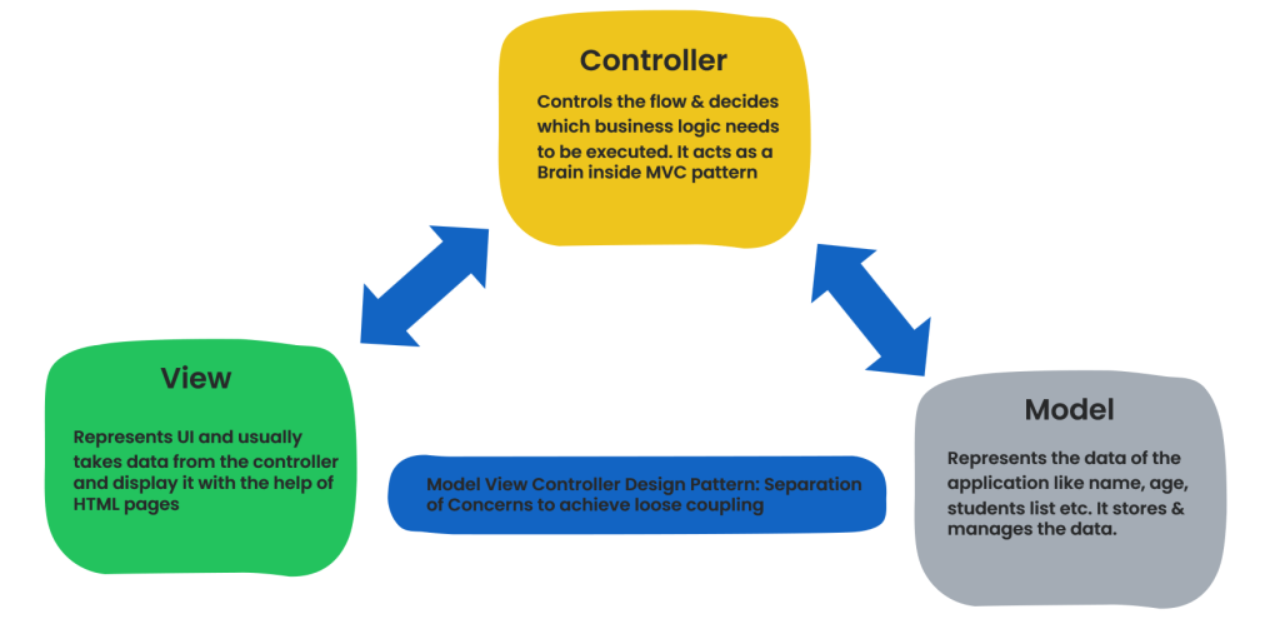 Controller
Controls the flow & decides
which business logic needs
to be executed. It acts as a
Brain inside MVC pattern
View
Represents UI and usually
takes data from the controller
and display it with the help of
HTML pages
Model View Controller Design Pattern: Separation
of Concerns to achieve loose coupling
Model
Represents the data of the
application like name, age,
students list etc. It stores &
manages the data.